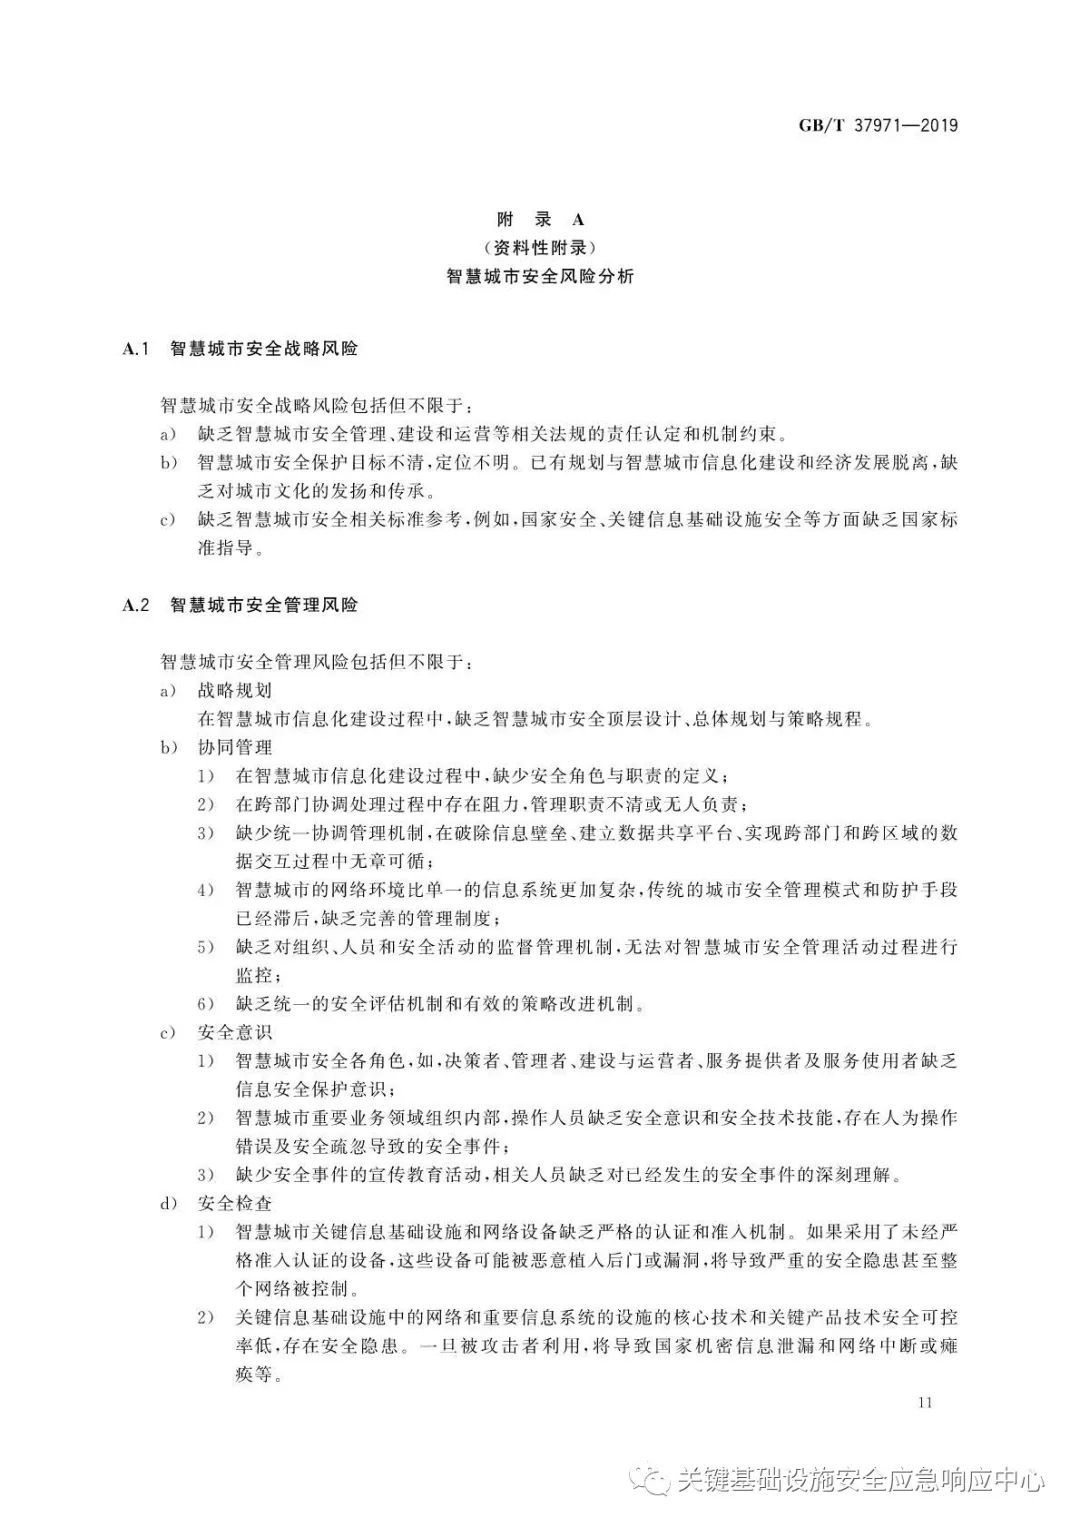 GB/T 37971—2019
附 录 A
（资料性附录）
智慧城市安全风险分析
A.1 智慧城市安全战略风险
智慧城市安全战略风险包括但不限于：
a） 缺乏智慧城市安全管理、建设和运营等相关法规的责任认定和机制约束。
b） 智慧城市安全保护目标不清，定位不明。已有规划与智慧城市信息化建设和经济发展脱离，缺
乏对城市文化的发扬和传承。
c） 缺乏智慧城市安全相关标准参考，例如，国家安全、关键信息基础设施安全等方面缺乏国家标
准指导。
A.2 智慧城市安全管理风险
智慧城市安全管理风险包括但不限于：
a） 战略规划
在智慧城市信息化建设过程中，缺乏智慧城市安全顶层设计、总体规划与策略规程。
b） 协同管理
1） 在智慧城市信息化建设过程中，缺少安全角色与职责的定义；
2） 在跨部门协调处理过程中存在阻力，管理职责不清或无人负责；
3） 缺少统一协调管理机制，在破除信息壁垒、建立数据共享平台、实现跨部门和跨区域的数
据交互过程中无章可循；
4） 智慧城市的网络环境比单一的信息系统更加复杂，传统的城市安全管理模式和防护手段
已经滞后，缺乏完善的管理制度；
5） 缺乏对组织、人员和安全活动的监督管理机制，无法对智慧城市安全管理活动过程进行
监控；
6） 缺乏统一的安全评估机制和有效的策略改进机制。
c） 安全意识
1） 智慧城市安全各角色，如，决策者、管理者、建设与运营者、服务提供者及服务使用者缺乏
信息安全保护意识；
2） 智慧城市重要业务领域组织内部，操作人员缺乏安全意识和安全技术技能，存在人为操作
错误及安全疏忽导致的安全事件；
3） 缺少安全事件的宣传教育活动，相关人员缺乏对已经发生的安全事件的深刻理解。
d） 安全检查
1） 智慧城市关键信息基础设施和网络设备缺乏严格的认证和准入机制。如果采用了未经严
格准入认证的设备，这些设备可能被恶意植入后门或漏洞，将导致严重的安全隐患甚至整
个网络被控制。
2） 关键信息基础设施中的网络和重要信息系统的设施的核心技术和关键产品技术安全可控
率低，存在安全隐患。一旦被攻击者利用，将导致国家机密信息泄漏和网络中断或瘫
痪等。
11
关键基础设施安全应急响应中心